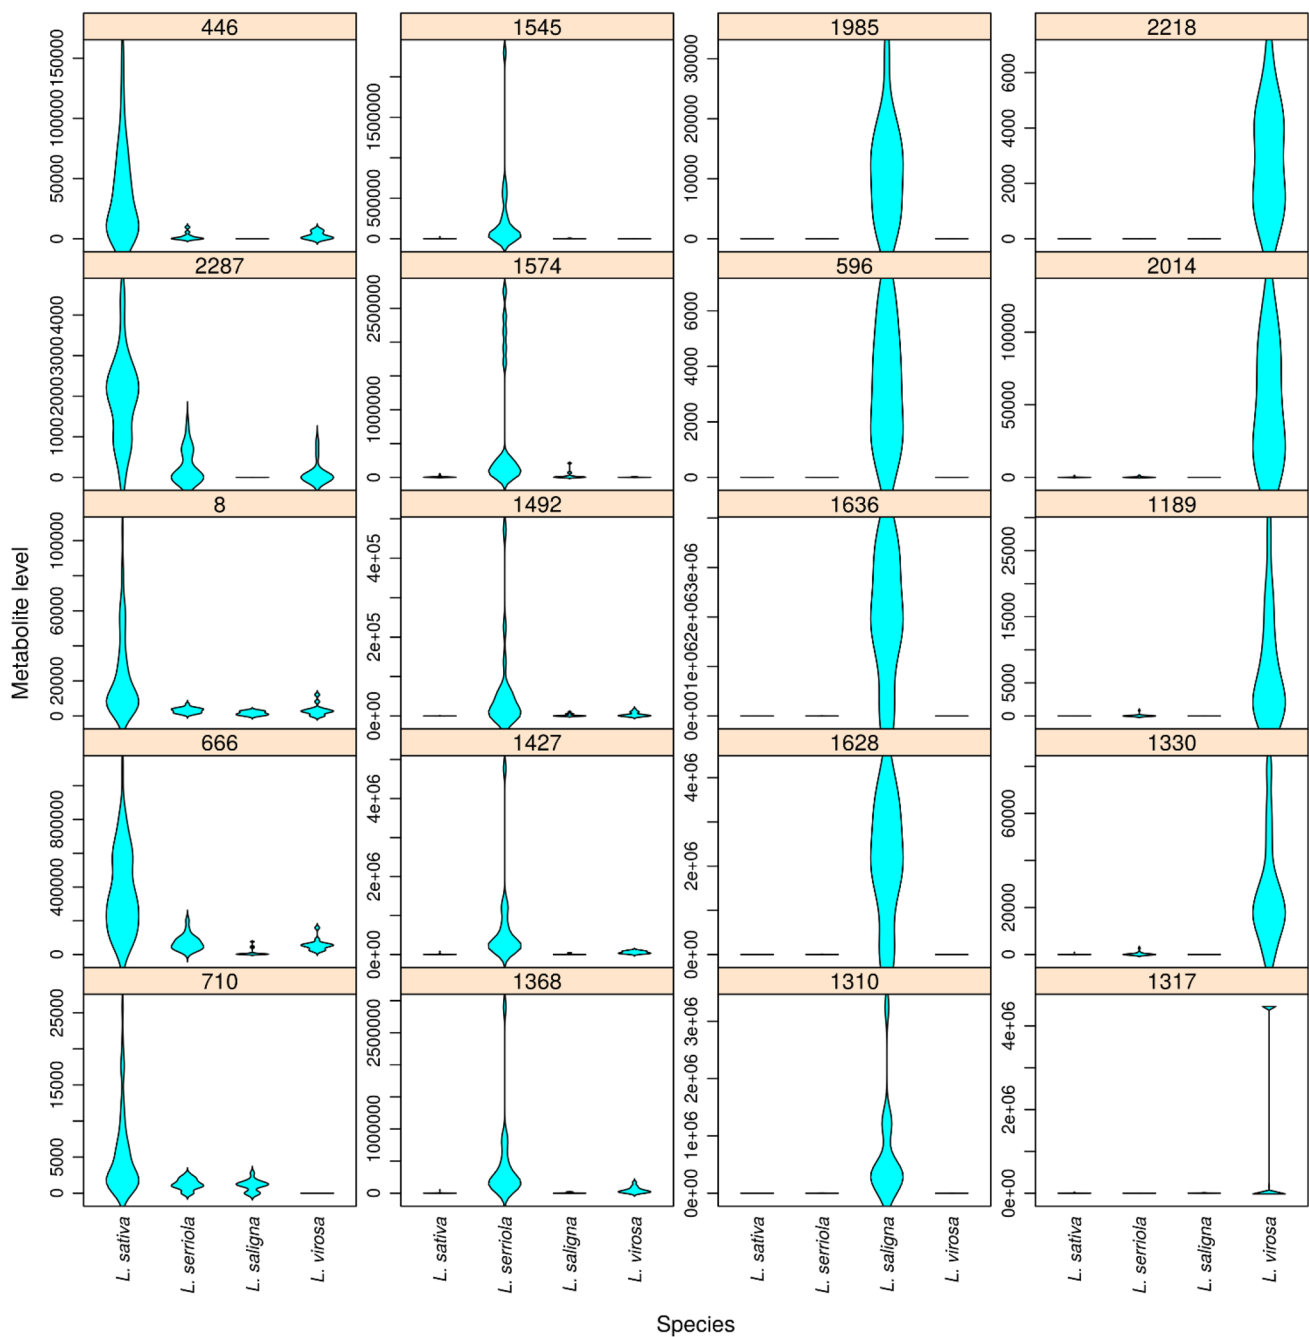 446 1545 1985 2218
0 50000 100000 150000
0 500000 1500000
0 10000 20000 30000
0 2000 4000 6000
2287 1574 596 2014
0 1000 2000 3000 4000
0 1000000 2500000
0 2000 4000 6000
0 50000 100000
8 1492 1636 1189
0 20000 60000 100000
0e+00 2e+05 4e+05
0e+00 1e+06 2e+06 3e+06
0 5000 15000 25000
666 1427 1628 1330
0 400000 800000
0e+00 2e+06 4e+06
0e+00 2e+06 4e+06
0 20000 60000
710 1368 1310 1317
0 5000 15000 25000
0 1000000 2500000
0e+00 1e+06 2e+06 3e+06
0e+00 2e+06 4e+06
Metabolite level
L. sativa L. serriola L. saligna L. virosa
L. sativa L. serriola L. saligna L. virosa
L. sativa L. serriola L. saligna L. virosa
L. sativa L. serriola L. saligna L. virosa
Species